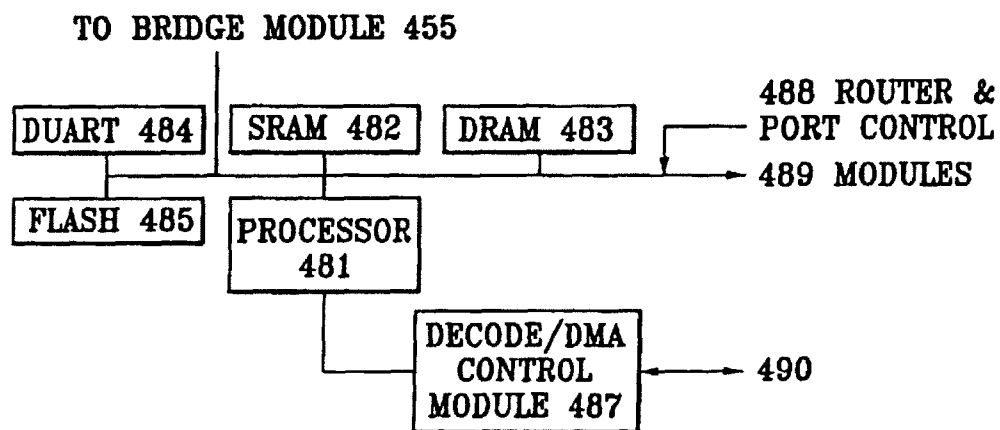 TO BRIDGE MODULE 455
DUART 484
SRAM 482
DRAM 483
488 ROUTER &
PORT CONTROL
489 MODULES
FLASH 485
PROCESSOR
481
DECODE/DMA
CONTROL
MODULE 487
490